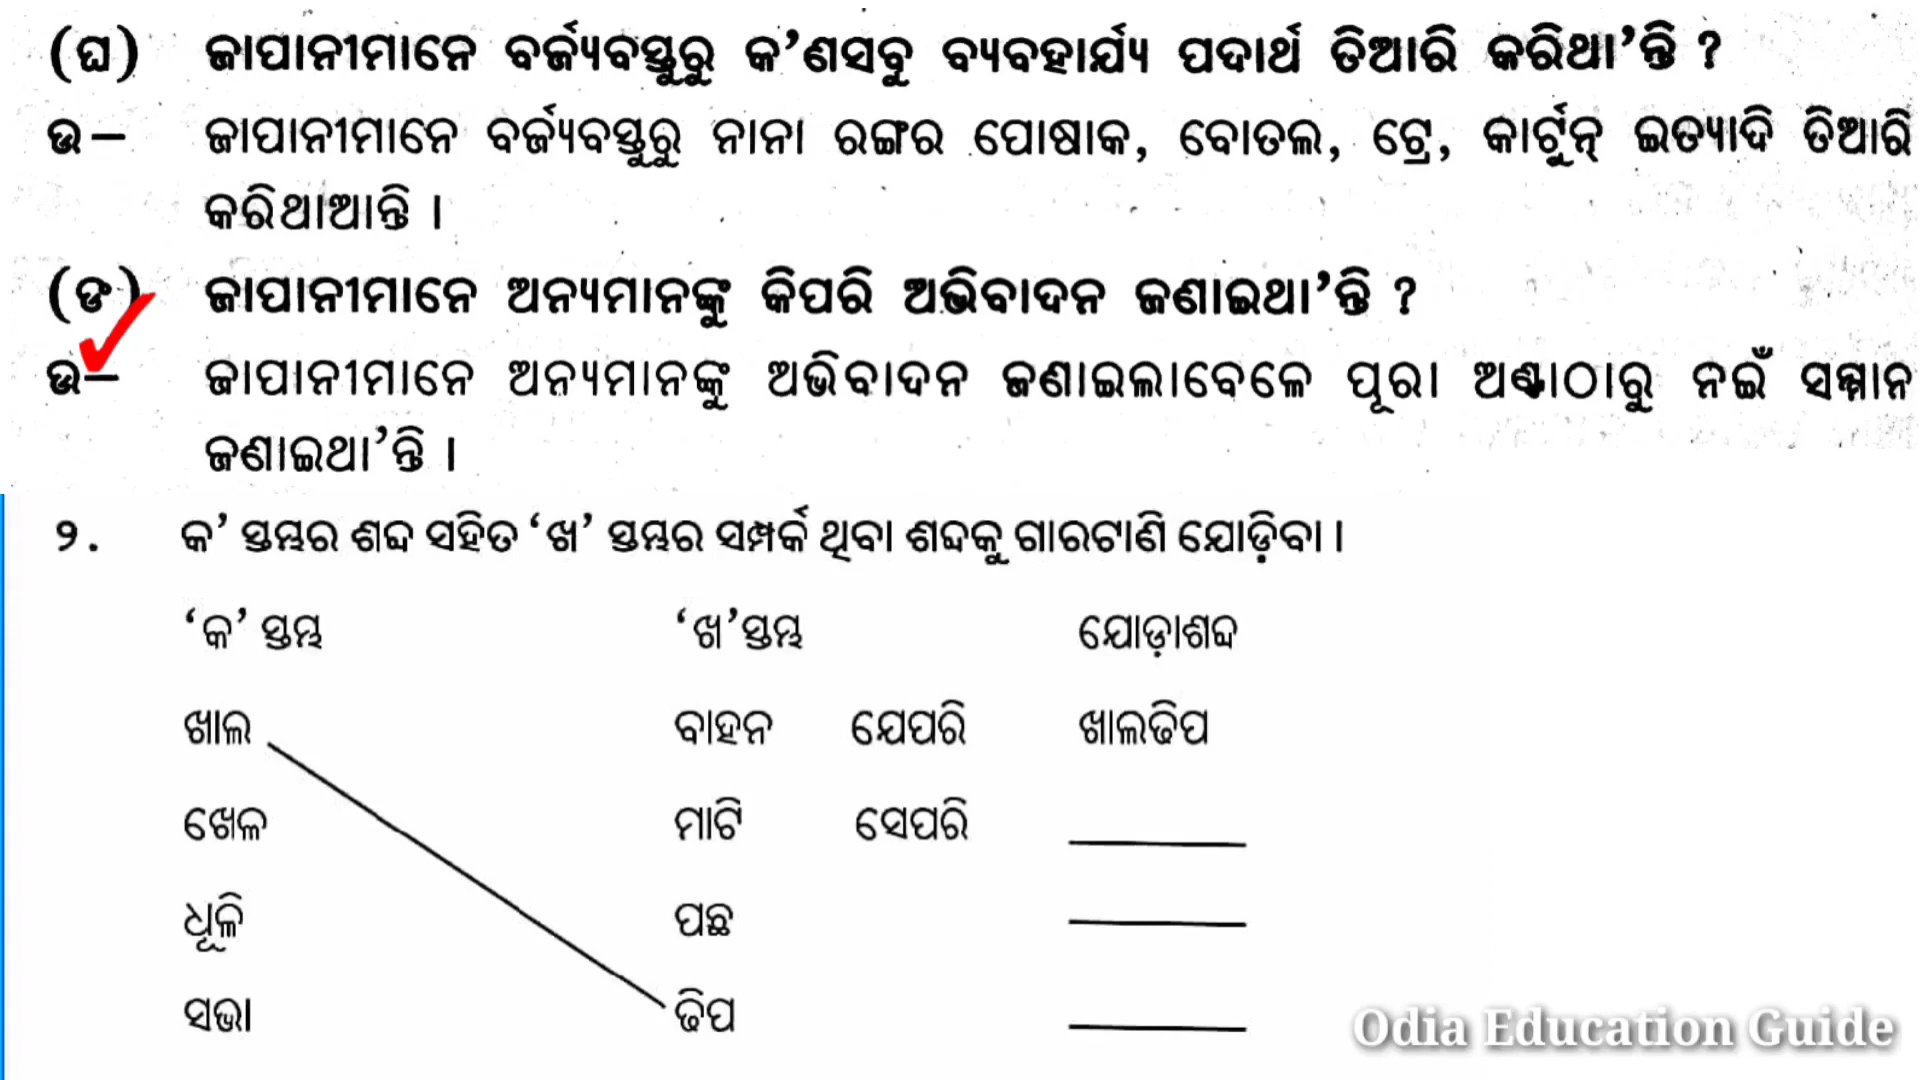 (ଘ) ଜାପାନୀମାନେ ବର୍ଜ୍ୟବସ୍ତୁରୁ କ’ଣସବୁ ବ୍ୟବହାର୍ଯ୍ୟ ପଦାର୍ଥ ତିଆରି କରିଥା’ନ୍ତି ?
ଉ – ଜାପାନୀମାନେ ବର୍ଜ୍ୟବସ୍ତୁରୁ ନାନା ରଙ୍ଗର ପୋଷାକ, ବୋତଲ, ଟ୍ରେ, କାର୍ଟୁନ୍ ଇତ୍ୟାଦି ତିଆରି
କରିଥାଆନ୍ତି ।
(ଙ) ଜାପାନୀମାନେ ଅନ୍ୟମାନଙ୍କୁ କିପରି ଅଭିବାଦନ ଜଣାଇଥା’ନ୍ତି ?
ଉ– ଜାପାନୀମାନେ ଅନ୍ୟମାନଙ୍କୁ ଅଭିବାଦନ ଜଣାଇଲାବେଳେ ପୂରା ଅଣ୍ଟାଠାରୁ ନଇଁ ସମ୍ମାନ
ଜଣାଇଥା’ନ୍ତି ।
୨. କ’ ସ୍ତମ୍ଭର ଶବ୍ଦ ସହିତ ‘ଖ’ ସ୍ତମ୍ଭର ସମ୍ପର୍କ ଥିବା ଶବ୍ଦକୁ ଗାରଟାଣି ଯୋଡ଼ିବା ।
‘କ’ ସ୍ତମ୍ଭ ‘ଖ’ସ୍ତମ୍ଭ ଯୋଡ଼ାଶବ୍ଦ
ଖାଲ ବାହନ ଯେପରି ଖାଲଢିପ
ଖେଳ ମାଟି ସେପରି
ଧୂଳି ପଛ
ସଭା ଢିପ
Odia Education Guide